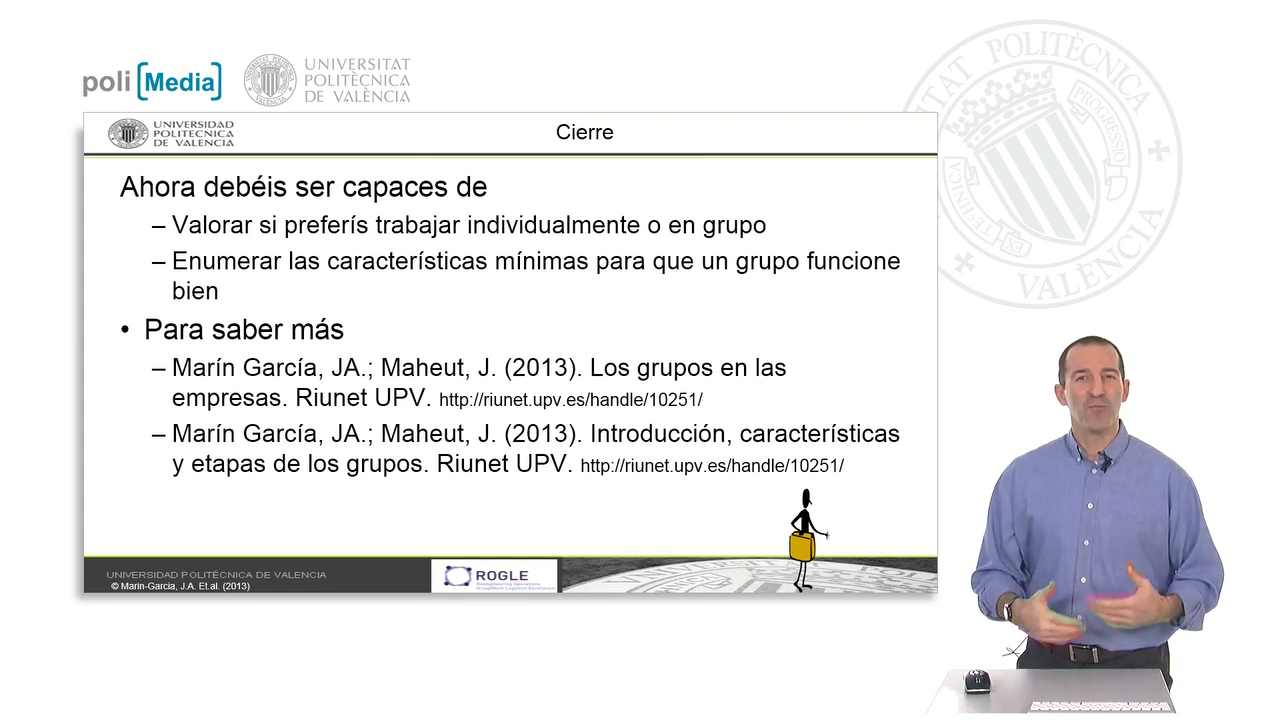 poli [Media]
UNIVERSITAT
POLITÈCNICA
DE VALÈNCIA
UNIVERSIDAD
POLITECNICA
DE VALENCIA
Cierre
Ahora debéis ser capaces de
– Valorar si preferís trabajar individualmente o en grupo
– Enumerar las características mínimas para que un grupo funcione
bien
• Para saber más
– Marín García, JA.; Maheut, J. (2013). Los grupos en las
empresas. Riunet UPV. http://riunet.upv.es/handle/10251/
– Marín García, JA.; Maheut, J. (2013). Introducción, características
y etapas de los grupos. Riunet UPV. http://riunet.upv.es/handle/10251/
UNIVERSIDAD POLITÉCNICA DE VALENCIA
© Marin-Garcia, J.A. Et.al. (2013)
ROGLE
POLITÈCNICA
VALÈNCIA
PROGRESSIO